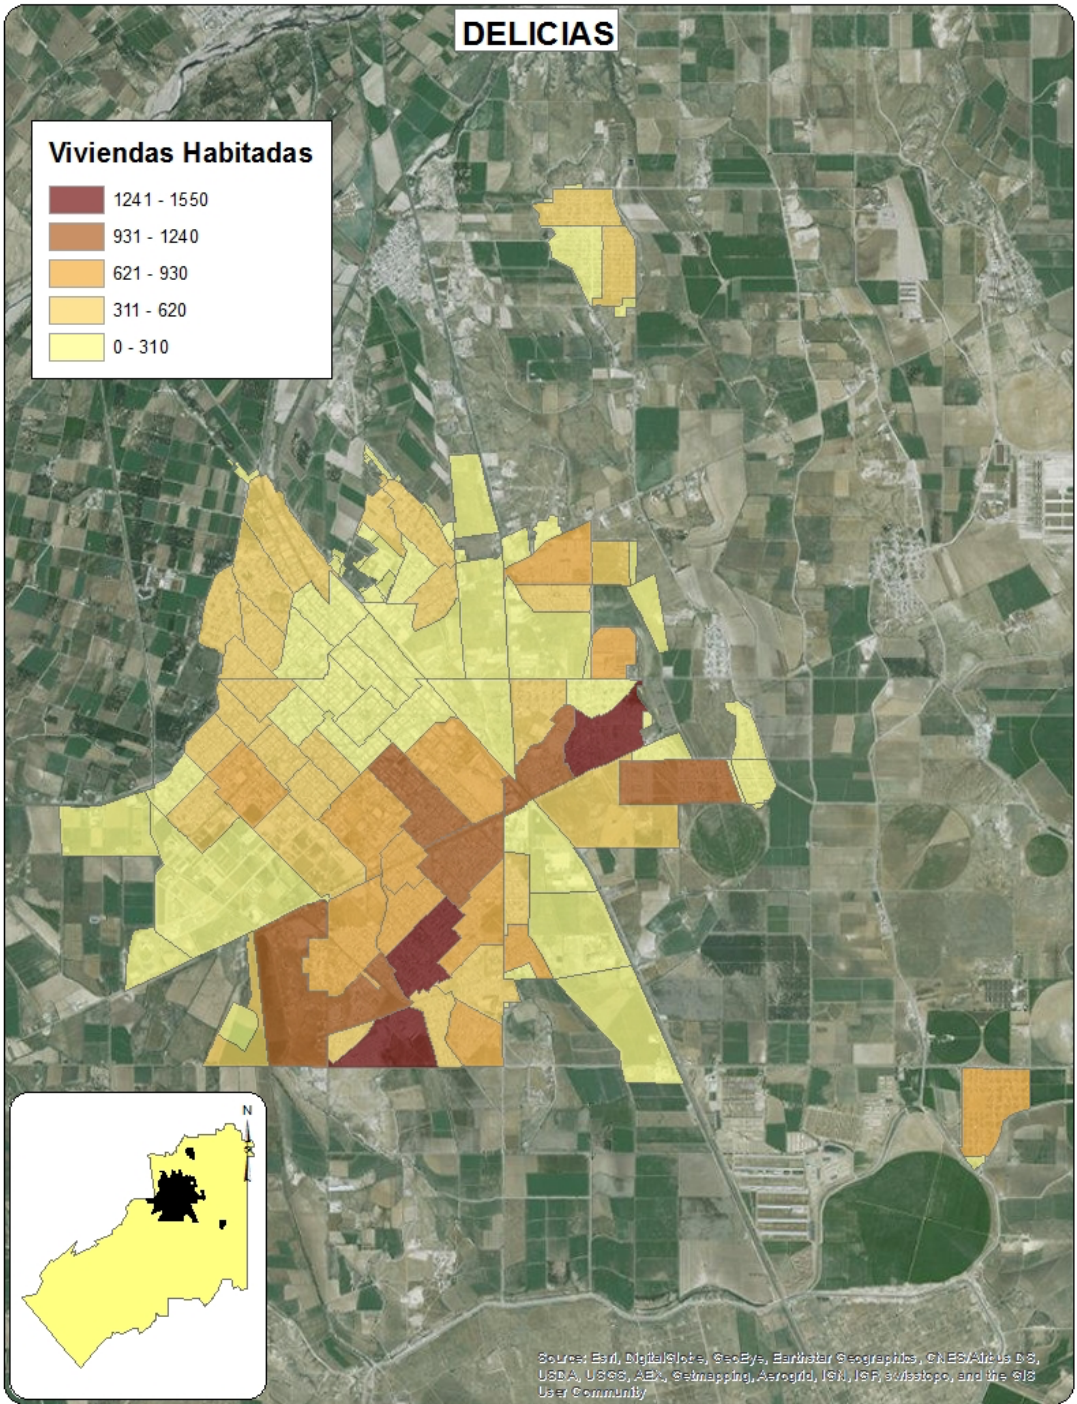 DELICIAS
Viviendas Habitadas
1241 - 1550
931 - 1240
621 - 930
311 - 620
0 - 310
N
Source: Esri, DigitalGlobe, GeoEye, Earthstar Geographics, CNES/Airbus DS,
USDA, USGS, AEX, Getmapping, Aerogrid, IGN, IGP, swisstopo, and the GIS
User Community